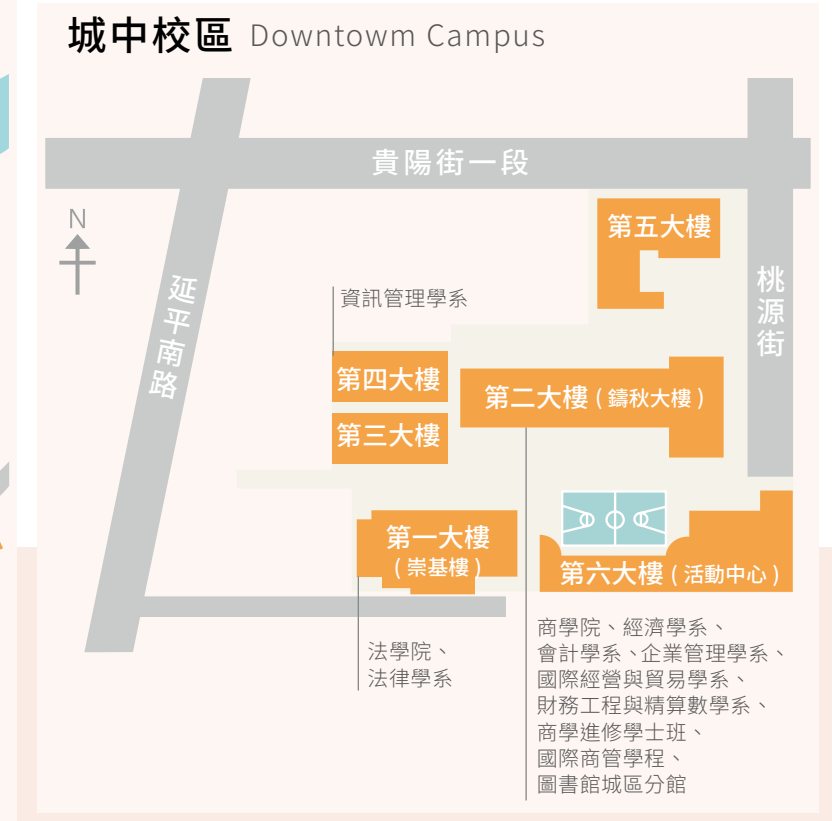 城中校區 Downtowm Campus
貴陽街一段
N
第五大樓
延平南路
桃源街
資訊管理學系
第四大樓
第二大樓(鑄秋大樓)
第三大樓
第一大樓
(崇基樓)
第六大樓(活動中心)
法學院、
法律學系
商學院、經濟學系、
會計學系、企業管理學系、
國際經營與貿易學系、
財務工程與精算數學系、
商學進修學士班、
國際商管學程、
圖書館城區分館